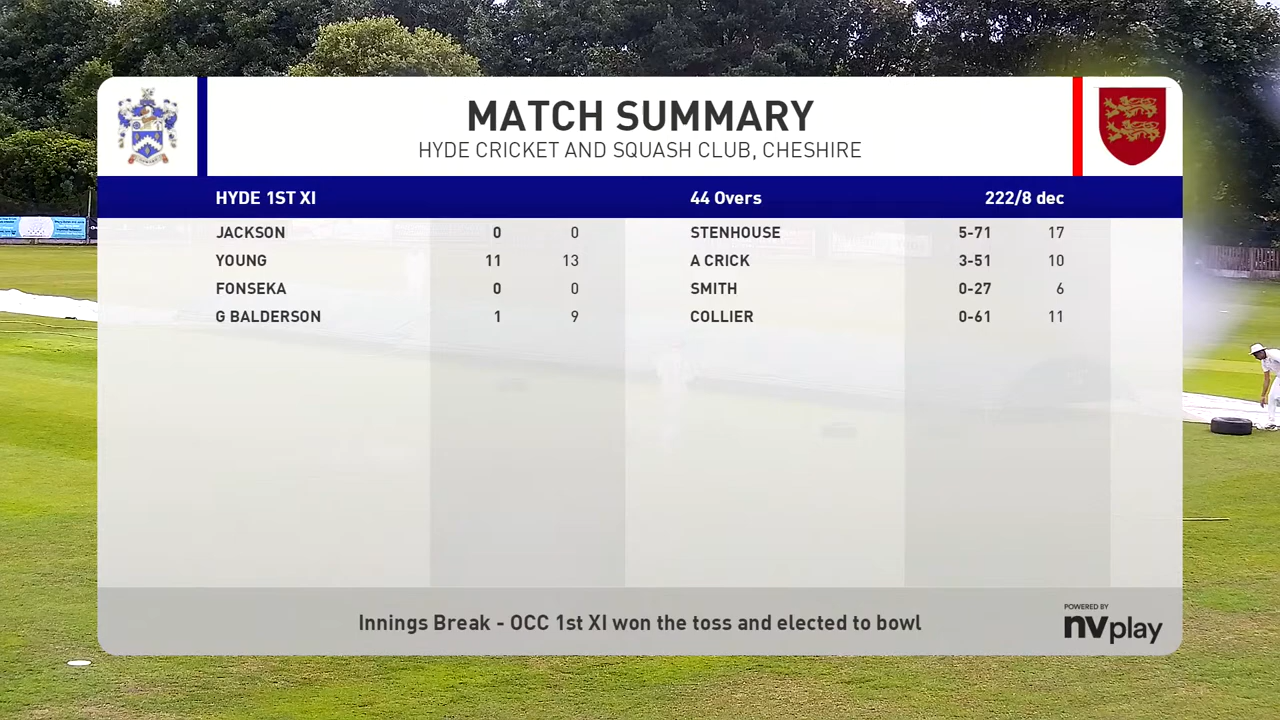 MATCH SUMMARY
HYDE CRICKET AND SQUASH CLUB, CHESHIRE
HYDE 1ST XI 44 Overs 222/8 dec
JACKSON 0 0 STENHOUSE 5-71 17
YOUNG 11 13 A CRICK 3-51 10
FONSEKA 0 0 SMITH 0-27 6
G BALDERSON 1 9 COLLIER 0-61 11
Innings Break - OCC 1st XI won the toss and elected to bowl
POWERED BY
nvplay